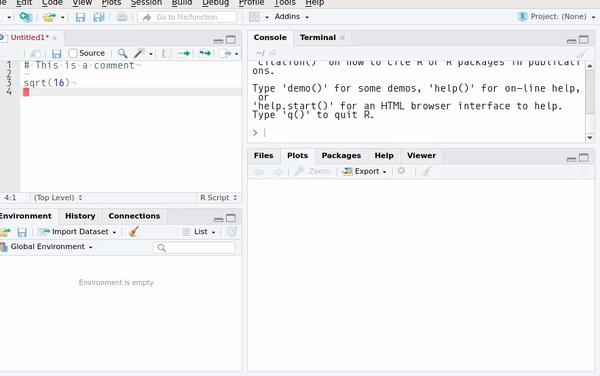 Edit Code View Plots Session Build Debug Profile Tools Help
Go to file/function Addins Project: (None)
Untitled1* Source
1 # This is a comment
2
3 sqrt(16)
4
4:1 (Top Level) R Script
Environment History Connections
Import Dataset List
Global Environment
Environment is empty
Console Terminal
~/
'citation()' on how to cite R or R packages in publicati
ons.
Type 'demo()' for some demos, 'help()' for on-line help,
or
'help.start()' for an HTML browser interface to help.
Type 'q()' to quit R.
>
Files Plots Packages Help Viewer
Zoom Export